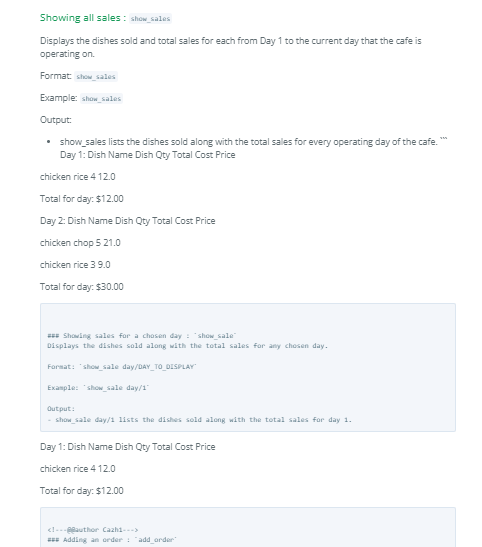 Showing all sales : show_sales
Displays the dishes sold and total sales for each from Day 1 to the current day that the cafe is
operating on.
Format: show_sales
Example: show_sales
Output:
• show_sales lists the dishes sold along with the total sales for every operating day of the cafe. ```
Day 1: Dish Name Dish Qty Total Cost Price
chicken rice 4 12.0
Total for day: $12.00
Day 2: Dish Name Dish Qty Total Cost Price
chicken chop 5 21.0
chicken rice 3 9.0
Total for day: $30.00
### Showing sales for a chosen day : `show_sale`
Displays the dishes sold along with the total sales for any chosen day.
Format: `show_sale day/DAY_TO_DISPLAY`
Example: `show_sale day/1`
Output:
- show_sale day/1 lists the dishes sold along with the total sales for day 1.
Day 1: Dish Name Dish Qty Total Cost Price
chicken rice 4 12.0
Total for day: $12.00
<!---@@author Cazh1--->
### Adding an order : `add_order`